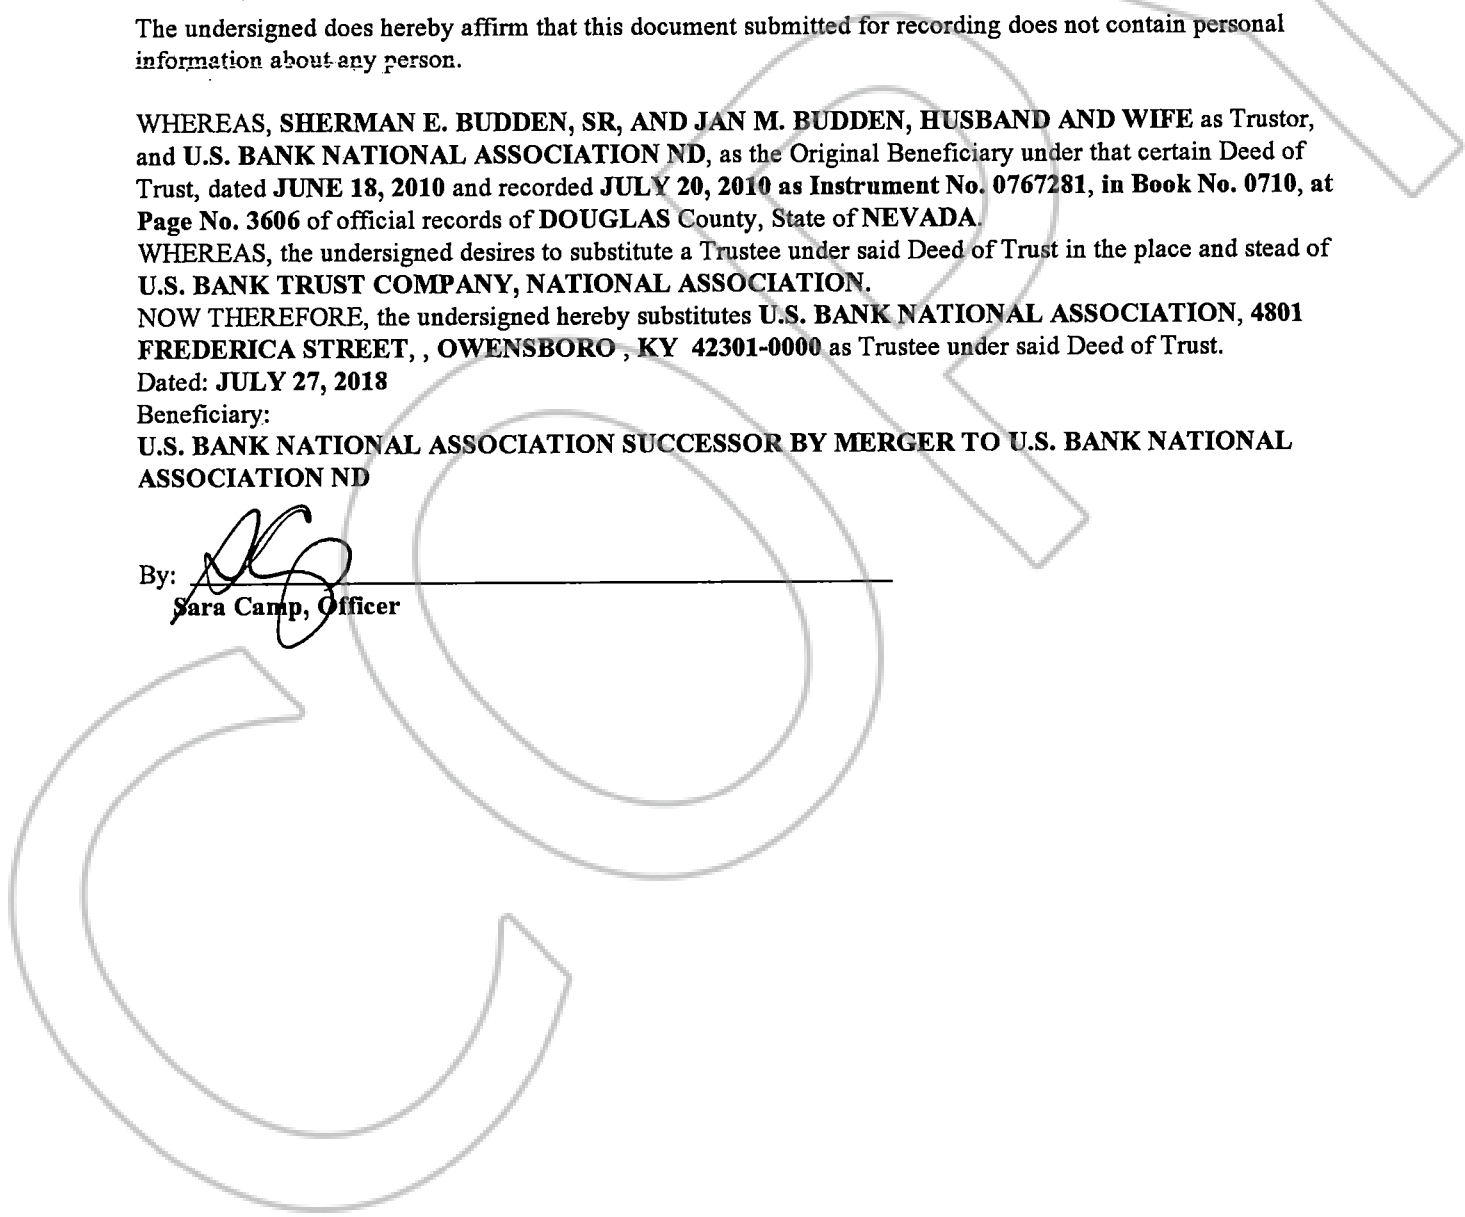 The undersigned does hereby affirm that this document submitted for recording does not contain personal
information about any person.
WHEREAS, SHERMAN E. BUDDEN, SR, AND JAN M. BUDDEN, HUSBAND AND WIFE as Trustor,
and U.S. BANK NATIONAL ASSOCIATION ND, as the Original Beneficiary under that certain Deed of
Trust, dated JUNE 18, 2010 and recorded JULY 20, 2010 as Instrument No. 0767281, in Book No. 0710, at
Page No. 3606 of official records of DOUGLAS County, State of NEVADA.
WHEREAS, the undersigned desires to substitute a Trustee under said Deed of Trust in the place and stead of
U.S. BANK TRUST COMPANY, NATIONAL ASSOCIATION.
NOW THEREFORE, the undersigned hereby substitutes U.S. BANK NATIONAL ASSOCIATION, 4801
FREDERICA STREET, , OWENSBORO , KY 42301-0000 as Trustee under said Deed of Trust.
Dated: JULY 27, 2018
Beneficiary:
U.S. BANK NATIONAL ASSOCIATION SUCCESSOR BY MERGER TO U.S. BANK NATIONAL
ASSOCIATION ND
By:
Sara Camp, Officer
COPY